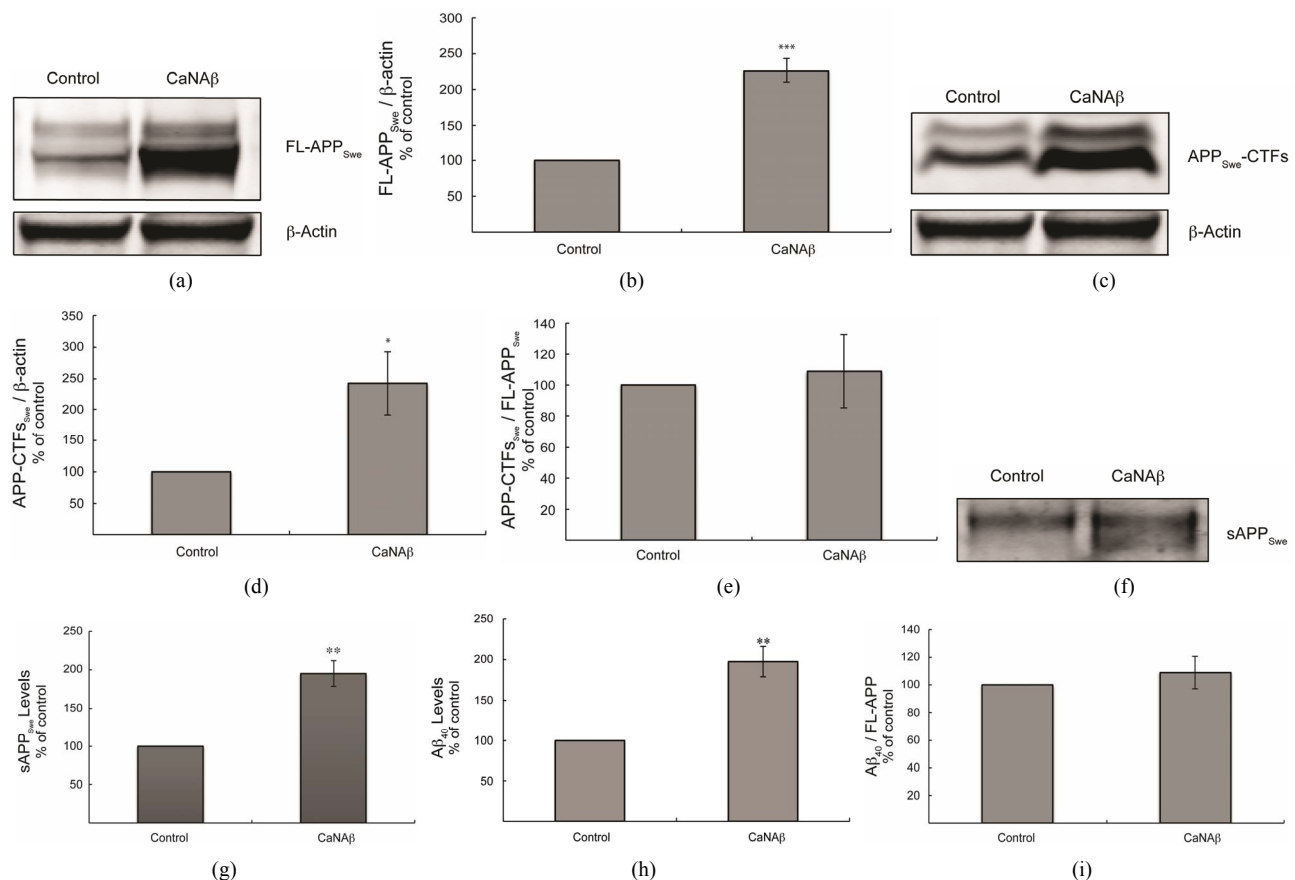 Control CaNAβ
FL-APPSwe
β-Actin
(a)
FL-APPSwe / β-actin
% of control
300
250
200
150
100
50
***
Control CaNAβ
(b)
Control CaNAβ
APPSwe-CTFs
β-Actin
(c)
APP-CTFsSwe / β-actin
% of control
350
300
250
200
150
100
50
*
Control CaNAβ
(d)
APP-CTFsSwe / FL-APPSwe
% of control
140
120
100
80
60
40
20
Control CaNAβ
(e)
Control CaNAβ
sAPPSwe
(f)
sAPPSwe Levels
% of control
250
200
150
100
50
**
Control CaNAβ
(g)
Aβ40 Levels
% of control
250
200
150
100
50
**
Control CaNAβ
(h)
Aβ40 / FL-APP
% of control
140
120
100
80
60
40
20
Control CaNAβ
(i)